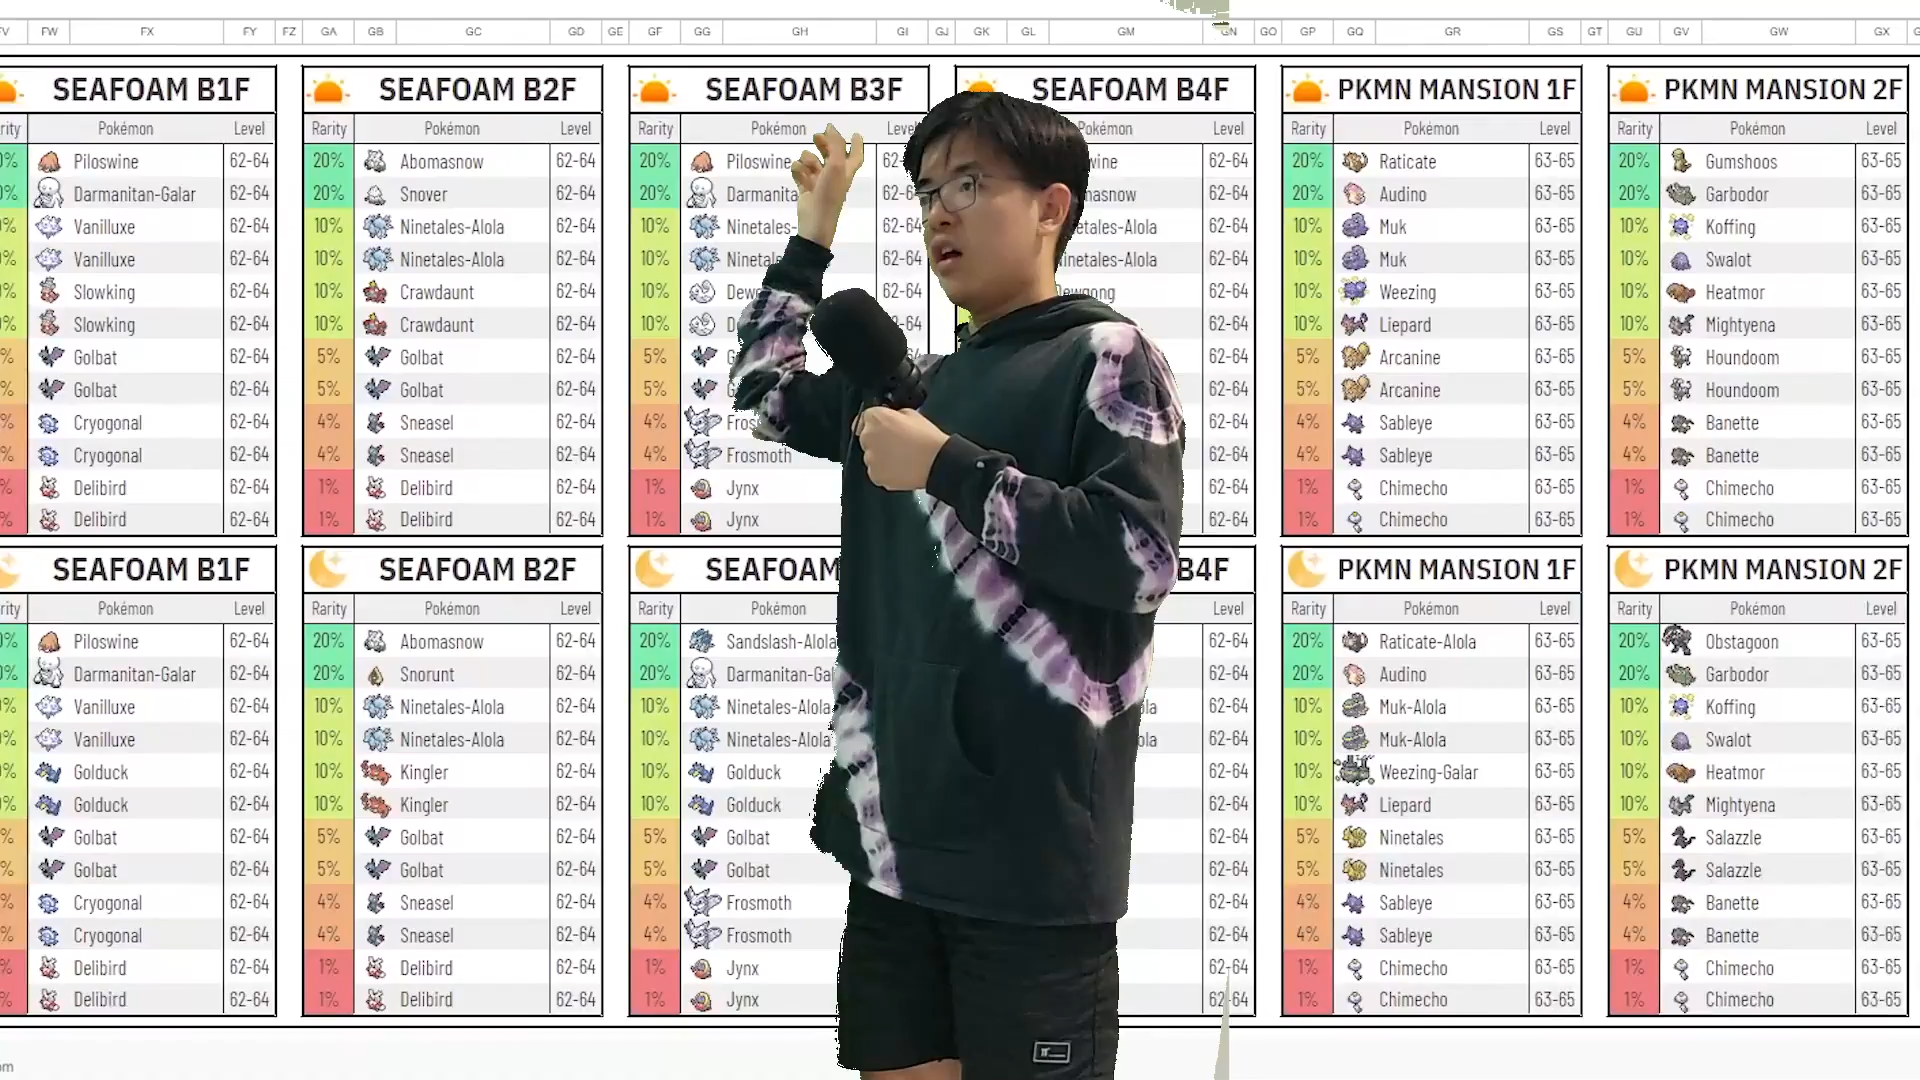 FW FX FY FZ GA GB GC GD GE GF GG GH GI GJ GK GL GM GN GO GP GQ GR GS GT GU GV GW GX
SEAFOAM B1F
Pokémon Level
Piloswine 62-64
Darmanitan-Galar 62-64
Vanilluxe 62-64
Vanilluxe 62-64
Slowking 62-64
Slowking 62-64
Golbat 62-64
Golbat 62-64
Cryogonal 62-64
Cryogonal 62-64
Delibird 62-64
Delibird 62-64
SEAFOAM B2F
Rarity Pokémon Level
20% Abomasnow 62-64
20% Snover 62-64
10% Ninetales-Alola 62-64
10% Ninetales-Alola 62-64
10% Crawdaunt 62-64
10% Crawdaunt 62-64
5% Golbat 62-64
5% Golbat 62-64
4% Sneasel 62-64
4% Sneasel 62-64
1% Delibird 62-64
1% Delibird 62-64
SEAFOAM B3F
Rarity Pokémon Level
20% Piloswine
20%
10% Ninetales-
10%
10%
10%
5%
5%
4%
4% Frosmoth
1% Jynx
1% Jynx
SEAFOAM B4F
Pokémon Level
62-64
62-64
62-64
Ninetales-Alola 62-64
Dewgong 62-64
62-64
62-64
62-64
62-64
62-64
62-64
62-64
PKMN MANSION 1F
Rarity Pokémon Level
20% Raticate 63-65
20% Audino 63-65
10% Muk 63-65
10% Muk 63-65
10% Weezing 63-65
10% Liepard 63-65
5% Arcanine 63-65
5% Arcanine 63-65
4% Sableye 63-65
4% Sableye 63-65
1% Chimecho 63-65
1% Chimecho 63-65
PKMN MANSION 2F
Rarity Pokémon Level
20% Gumshoos 63-65
20% Garbodor 63-65
10% Koffing 63-65
10% Swalot 63-65
10% Heatmor 63-65
10% Mightyena 63-65
5% Houndoom 63-65
5% Houndoom 63-65
4% Banette 63-65
4% Banette 63-65
1% Chimecho 63-65
1% Chimecho 63-65
SEAFOAM B1F
Pokémon Level
Piloswine 62-64
Darmanitan-Galar 62-64
Vanilluxe 62-64
Vanilluxe 62-64
Golduck 62-64
Golduck 62-64
Golbat 62-64
Golbat 62-64
Cryogonal 62-64
Cryogonal 62-64
Delibird 62-64
Delibird 62-64
SEAFOAM B2F
Rarity Pokémon Level
20% Abomasnow 62-64
20% Snorunt 62-64
10% Ninetales-Alola 62-64
10% Ninetales-Alola 62-64
10% Kingler 62-64
10% Kingler 62-64
5% Golbat 62-64
5% Golbat 62-64
4% Sneasel 62-64
4% Sneasel 62-64
1% Delibird 62-64
1% Delibird 62-64
SEAFOAM
Rarity Pokémon
20% Sandslash-Alola
20% Darmanitan-Gal
10% Ninetales-Alola
10% Ninetales-Alola
10% Golduck
10% Golduck
5% Golbat
5% Golbat
4% Frosmoth
4% Frosmoth
1% Jynx
1% Jynx
B4F
Level
62-64
62-64
62-64
62-64
62-64
62-64
62-64
62-64
62-64
62-64
62-64
62-64
PKMN MANSION 1F
Rarity Pokémon Level
20% Raticate-Alola 63-65
20% Audino 63-65
10% Muk-Alola 63-65
10% Muk-Alola 63-65
10% Weezing-Galar 63-65
10% Liepard 63-65
5% Ninetales 63-65
5% Ninetales 63-65
4% Sableye 63-65
4% Sableye 63-65
1% Chimecho 63-65
1% Chimecho 63-65
PKMN MANSION 2F
Rarity Pokémon Level
20% Obstagoon 63-65
20% Garbodor 63-65
10% Koffing 63-65
10% Swalot 63-65
10% Heatmor 63-65
10% Mightyena 63-65
5% Salazzle 63-65
5% Salazzle 63-65
4% Banette 63-65
4% Banette 63-65
1% Chimecho 63-65
1% Chimecho 63-65